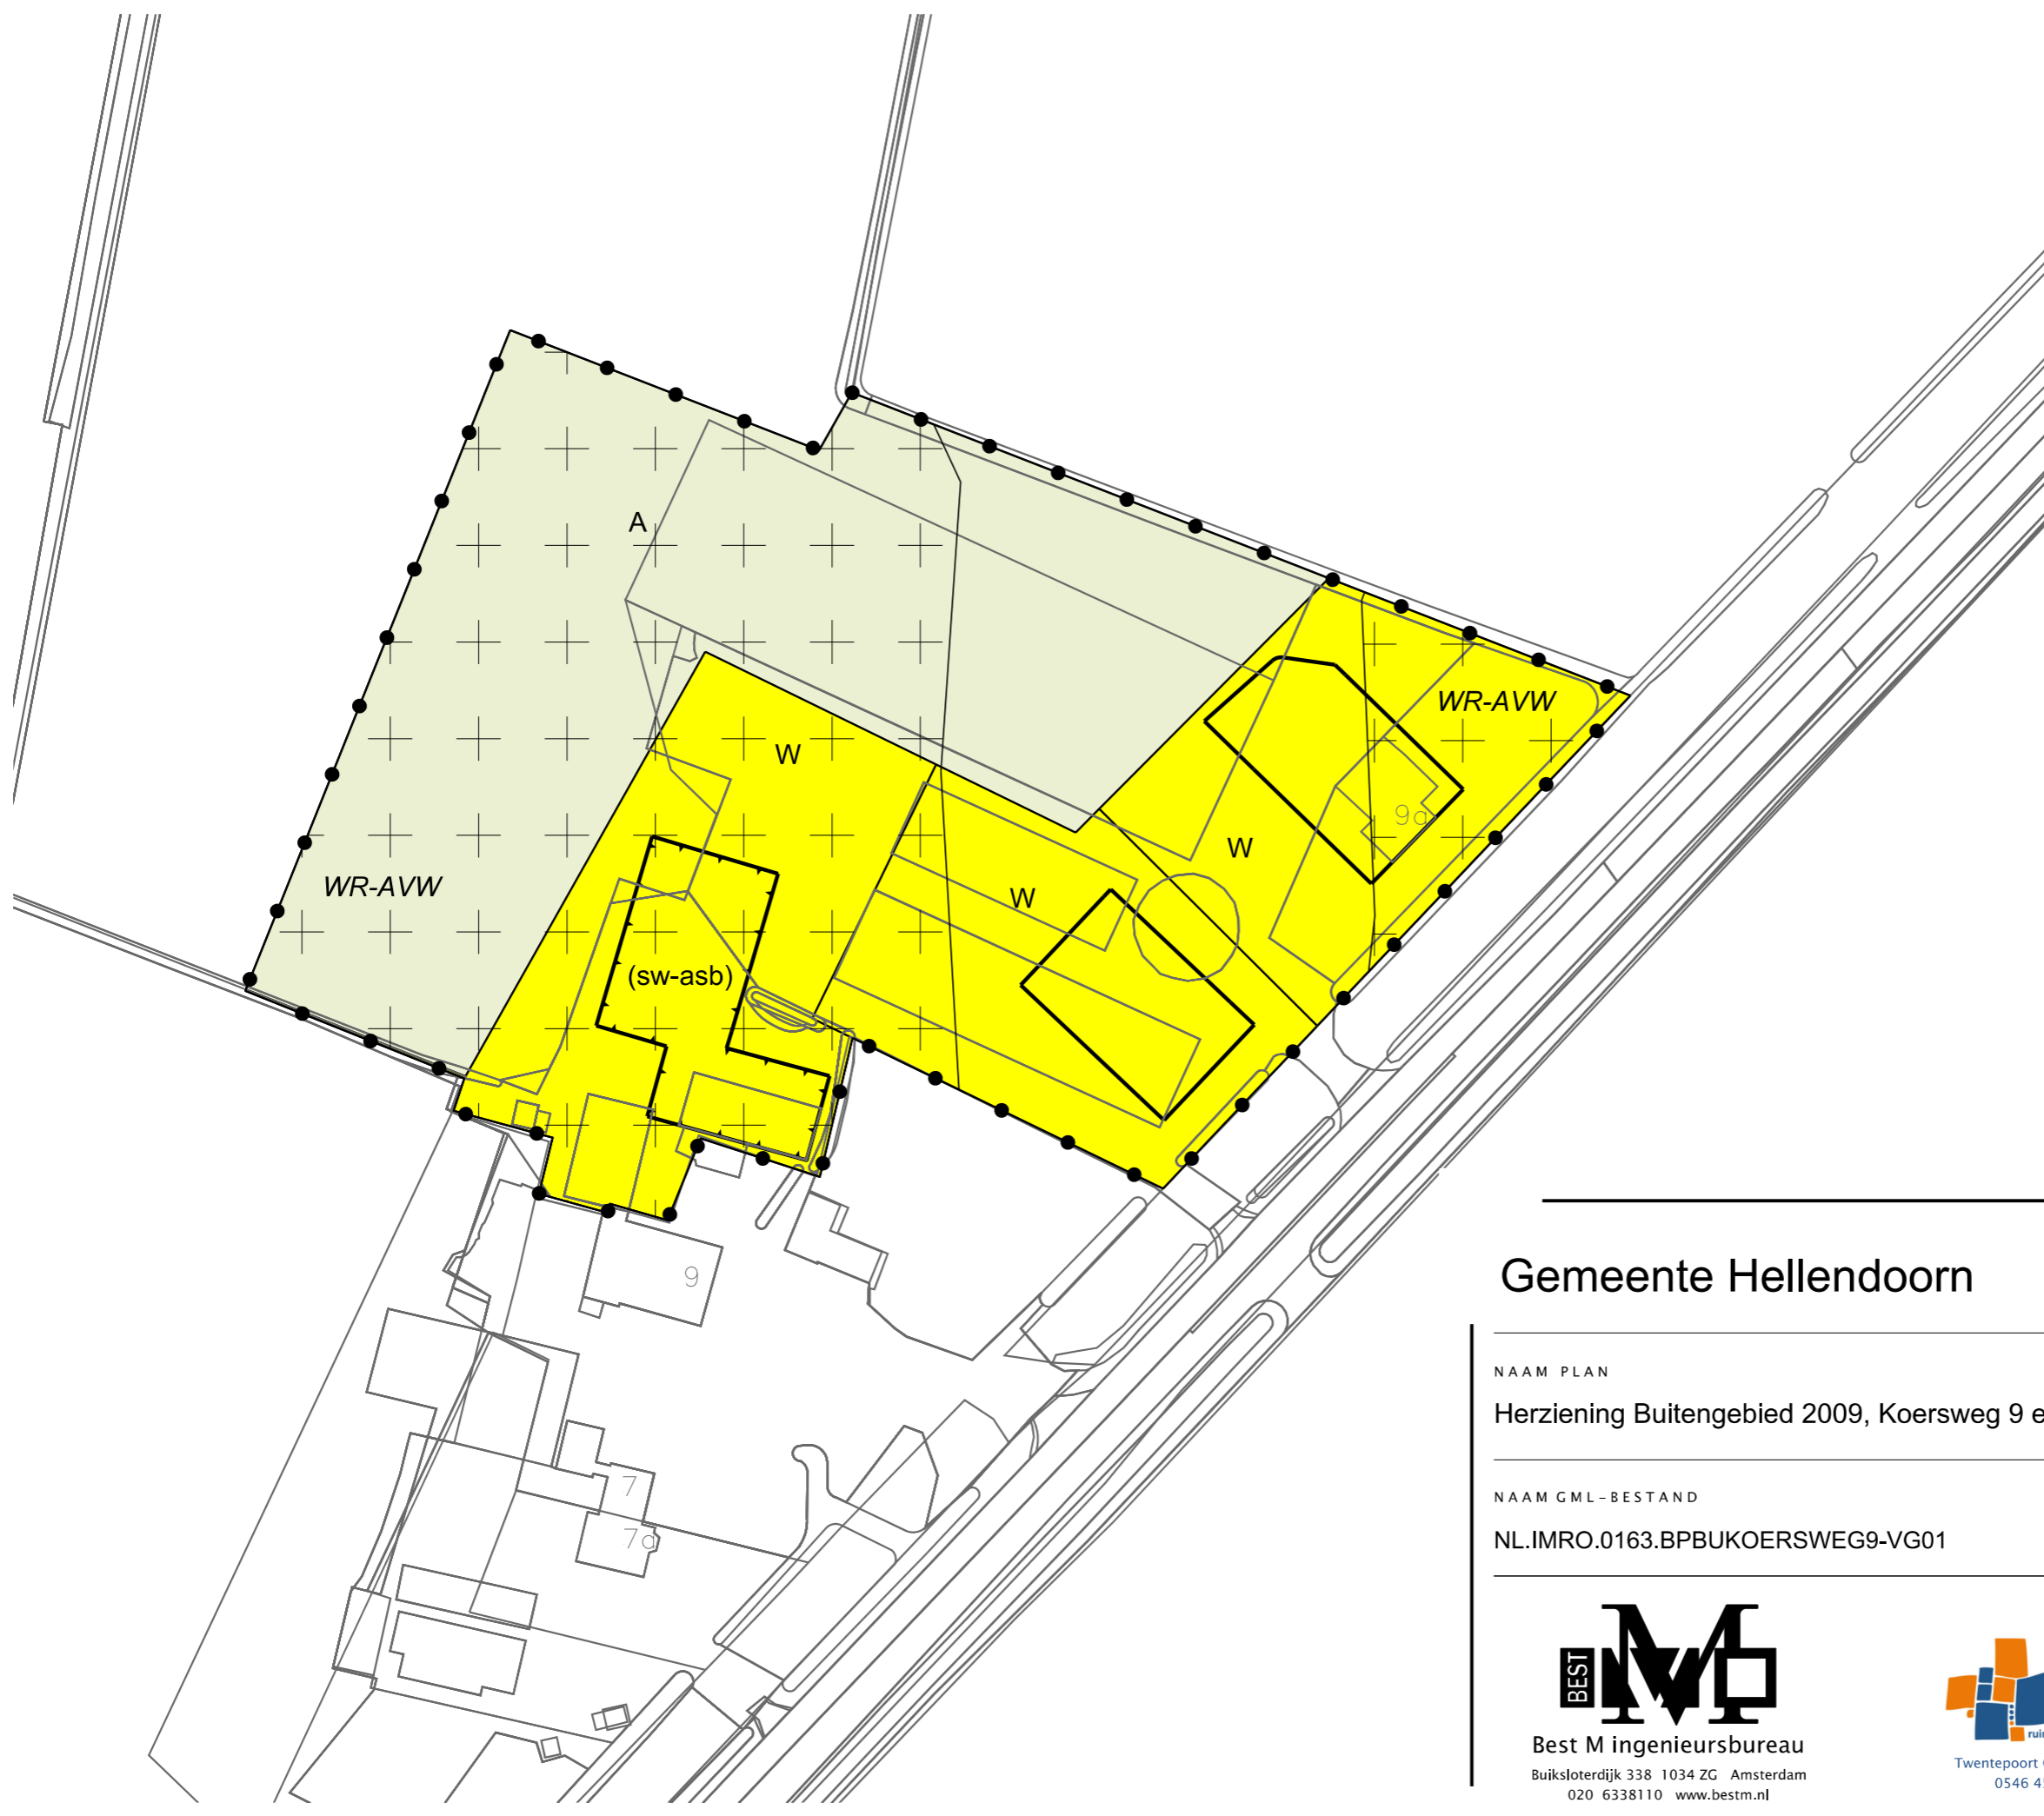 A
WR-AVW
W
W
WR-AVW
9a
W
(sw-asb)
9
7
7a
Gemeente Hellendoorn
NAAM PLAN
Herziening Buitengebied 2009, Koersweg 9 e
NAAM GML-BESTAND
NL.IMRO.0163.BPBUKOERSWEG9-VG01
BEST
M
Best M ingenieursbureau
Buiksloterdijk 338 1034 ZG Amsterdam
020 6338110 www.bestm.nl
Twentepoort
0546 4